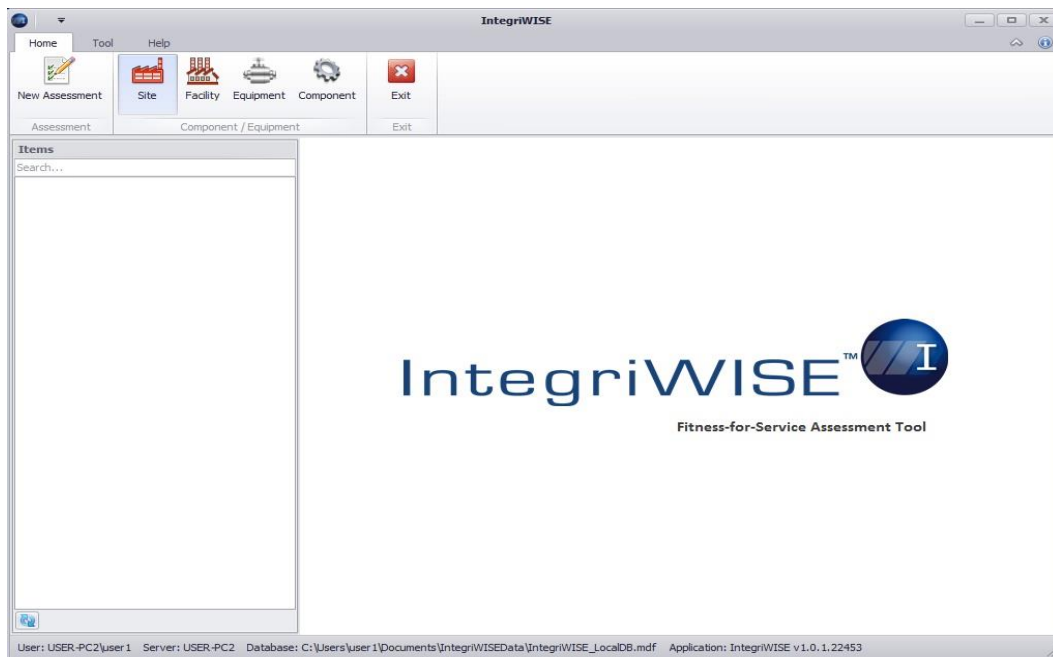 IntegriWISE
Home Tool Help
New Assessment Site Facility Equipment Component Exit
Assessment Component / Equipment Exit
Items
Search...
IntegriWISE™ I
Fitness-for-Service Assessment Tool
User: USER-PC2\user1 Server: USER-PC2 Database: C:\Users\user1\Documents\IntegriWISEData\IntegriWISE_LocalDB.mdf Application: IntegriWISE v1.0.1.22453